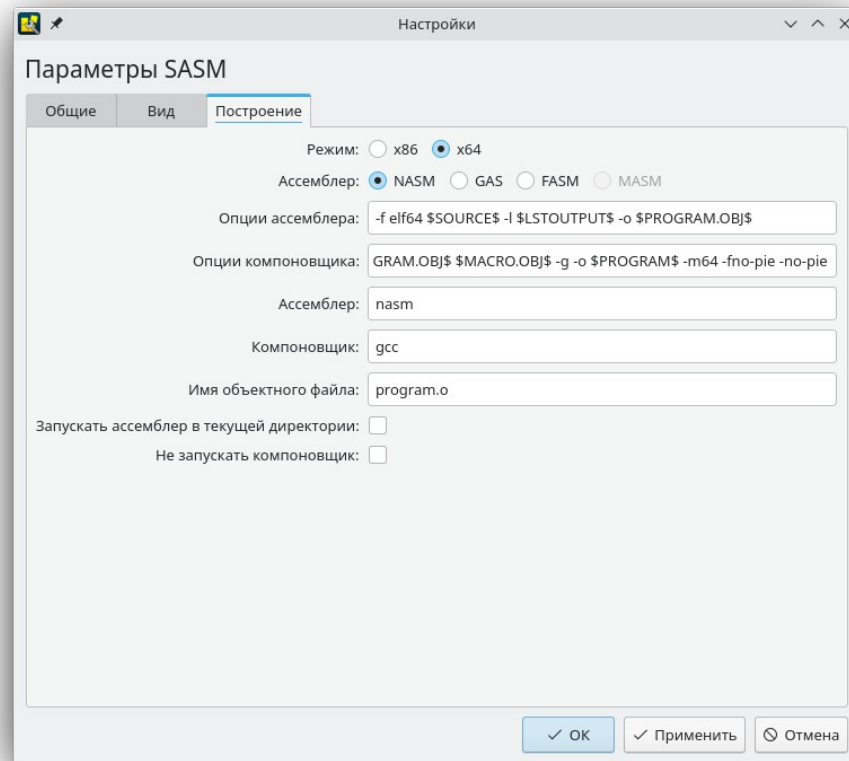 Настройки
Параметры SASM
Общие Вид Построение
Режим: x86 x64
Ассемблер: NASM GAS FASM MASM
Опции ассемблера: -f elf64 $SOURCE$ -l $LSTOUTPUT$ -o $PROGRAM.OBJ$
Опции компоновщика: GRAM.OBJ$ $MACRO.OBJ$ -g -o $PROGRAM$ -m64 -fno-pie -no-pie
Ассемблер: nasm
Компоновщик: gcc
Имя объектного файла: program.o
Запускать ассемблер в текущей директории:
Не запускать компоновщик:
ОК Применить Отмена